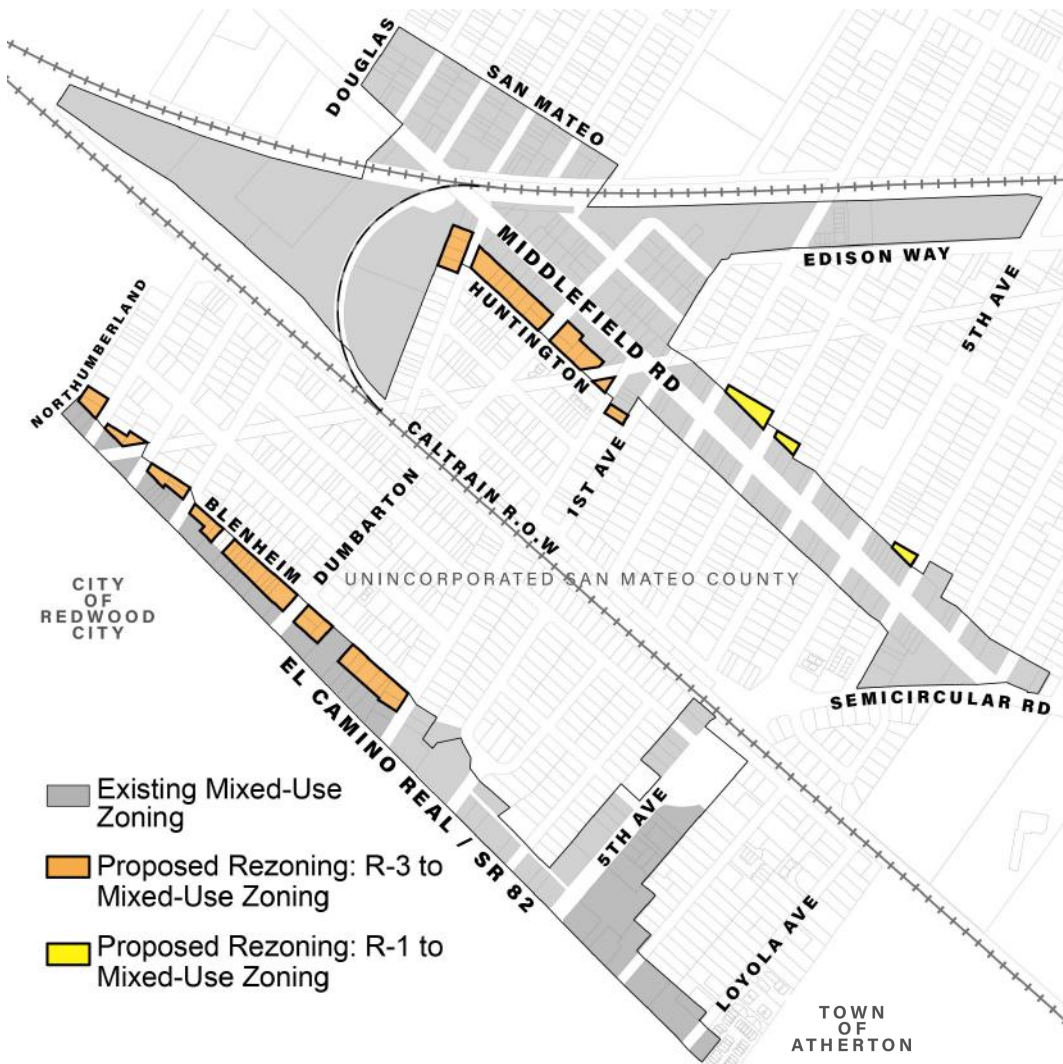 DOUGLAS
SAN MATEO
MIDDLEFIELD RD
EDISON WAY
HUNTINGTON
5TH AVE
NORTHUMBERLAND
1ST AVE
CALTRAIN R.O.W
DUMBARTON
BLENHEIM
UNINCORPORATED SAN MATEO COUNTY
CITY
OF
REDWOOD
CITY
EL CAMINO REAL / SR 82
SEMICIRCULAR RD
5TH AVE
LOYOLA AVE
TOWN
OF
ATHERTON
Existing Mixed-Use
Zoning
Proposed Rezoning: R-3 to
Mixed-Use Zoning
Proposed Rezoning: R-1 to
Mixed-Use Zoning